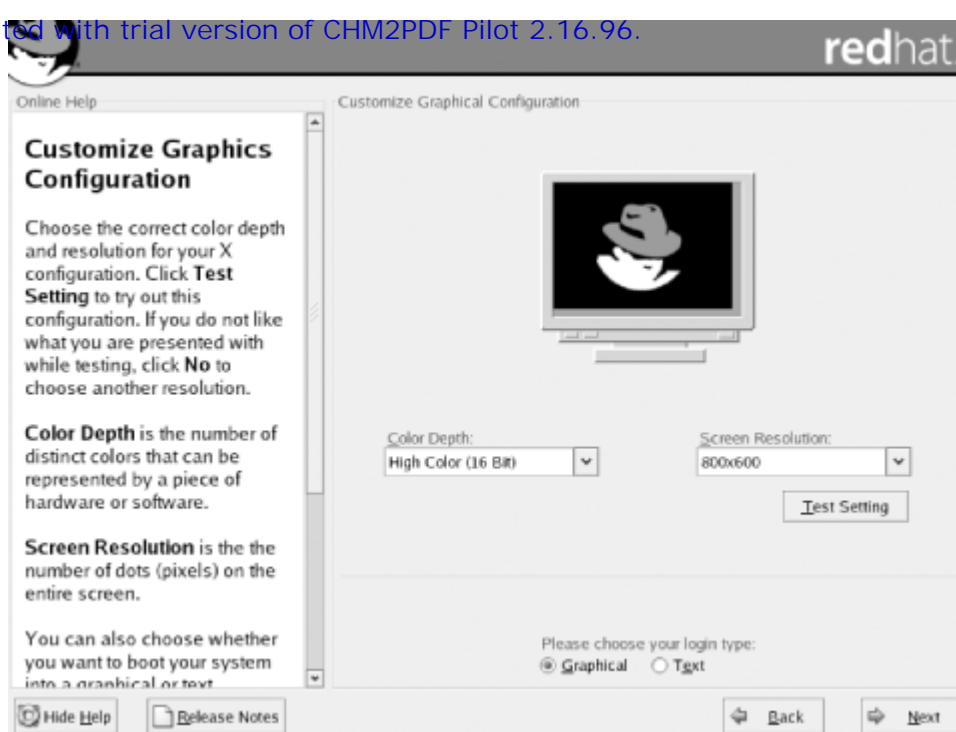 ted with trial version of CHM2PDF Pilot 2.16.96.
redhat.
Online Help
Customize Graphics
Configuration
Choose the correct color depth
and resolution for your X
configuration. Click Test
Setting to try out this
configuration. If you do not like
what you are presented with
while testing, click No to
choose another resolution.
Color Depth is the number of
distinct colors that can be
represented by a piece of
hardware or software.
Screen Resolution is the the
number of dots (pixels) on the
entire screen.
You can also choose whether
you want to boot your system
into a graphical or text
Customize Graphical Configuration
Color Depth:
High Color (16 Bit)
Screen Resolution:
800x600
Test Setting
Please choose your login type:
Graphical
Text
Hide Help
Release Notes
Back
Next